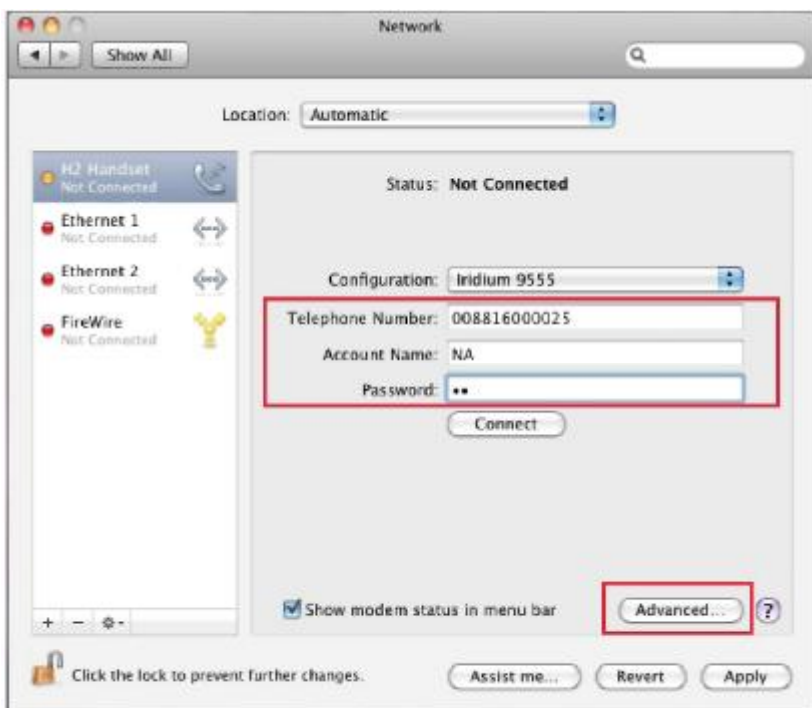 Network
Show All
Location: Automatic
H2 Handset
Not Connected
Ethernet 1
Not Connected
Ethernet 2
Not Connected
FireWire
Not Connected
Status: Not Connected
Configuration: Iridium 9555
Telephone Number: 008816000025
Account Name: NA
Password: ••
Connect
Show modem status in menu bar
Advanced... ?
+ −
Click the lock to prevent further changes.
Assist me... Revert Apply